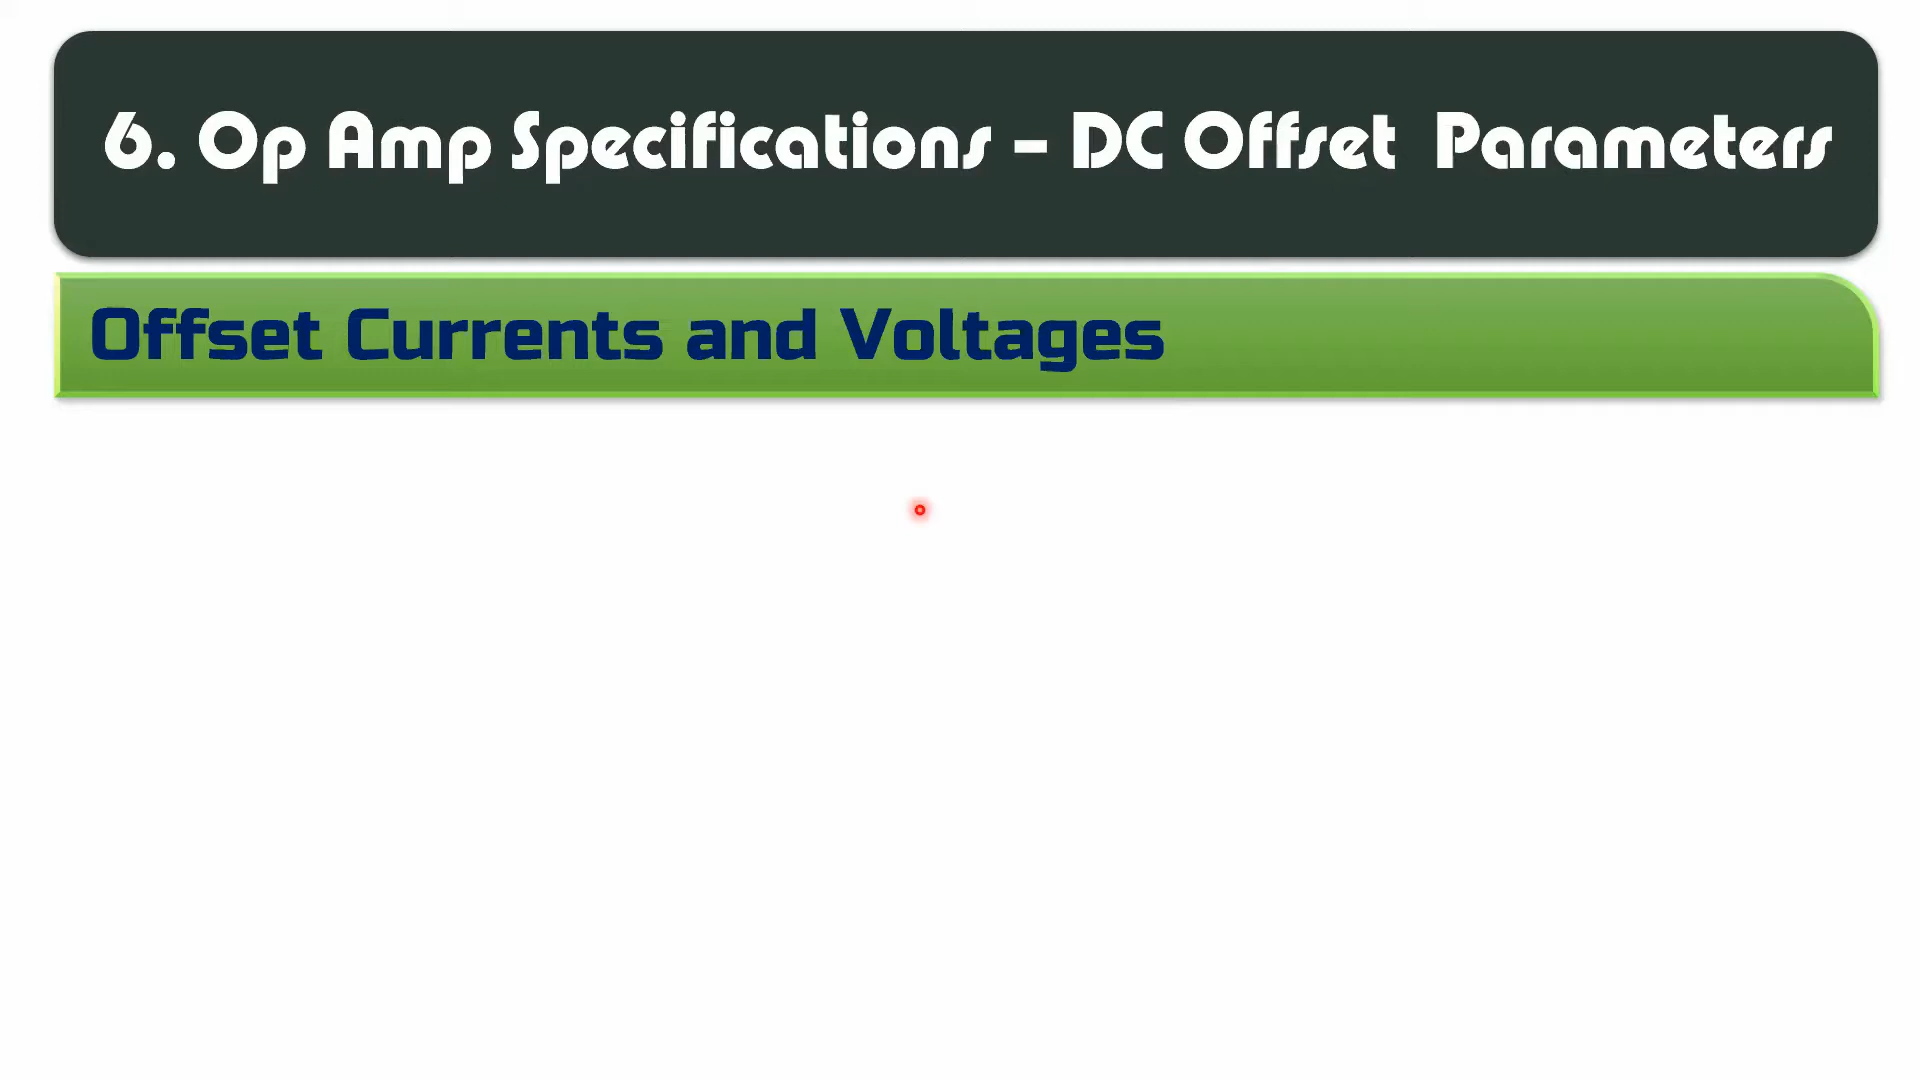 6. Op Amp Specifications – DC Offset Parameters
Offset Currents and Voltages